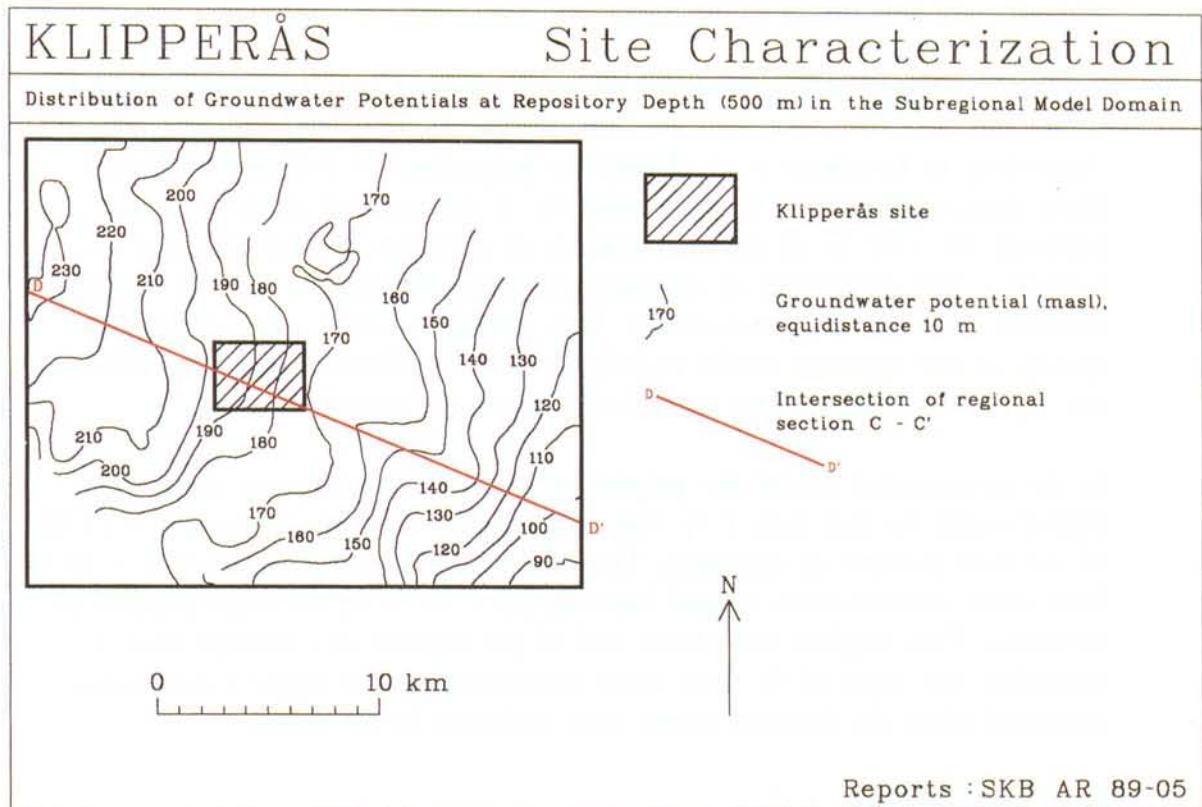 KLIPPERÅS Site Characterization
Distribution of Groundwater Potentials at Repository Depth (500 m) in the Subregional Model Domain
170
200
220
230
210
D
190
180
160
170
150
140
130
120
210
190
180
110
200
140
170
130
100
D'
160
150
120
90
Klipperås site
170
Groundwater potential (masl),
equidistance 10 m
D
D'
Intersection of regional
section C - C'
N
0 10 km
Reports : SKB AR 89-05